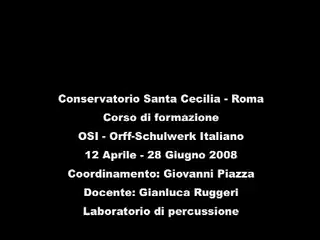 Conservatorio Santa Cecilia - Roma
Corso di formazione
OSI - Orff-Schulwerk Italiano
12 Aprile - 28 Giugno 2008
Coordinamento: Giovanni Piazza
Docente: Gianluca Ruggeri
Laboratorio di percussione